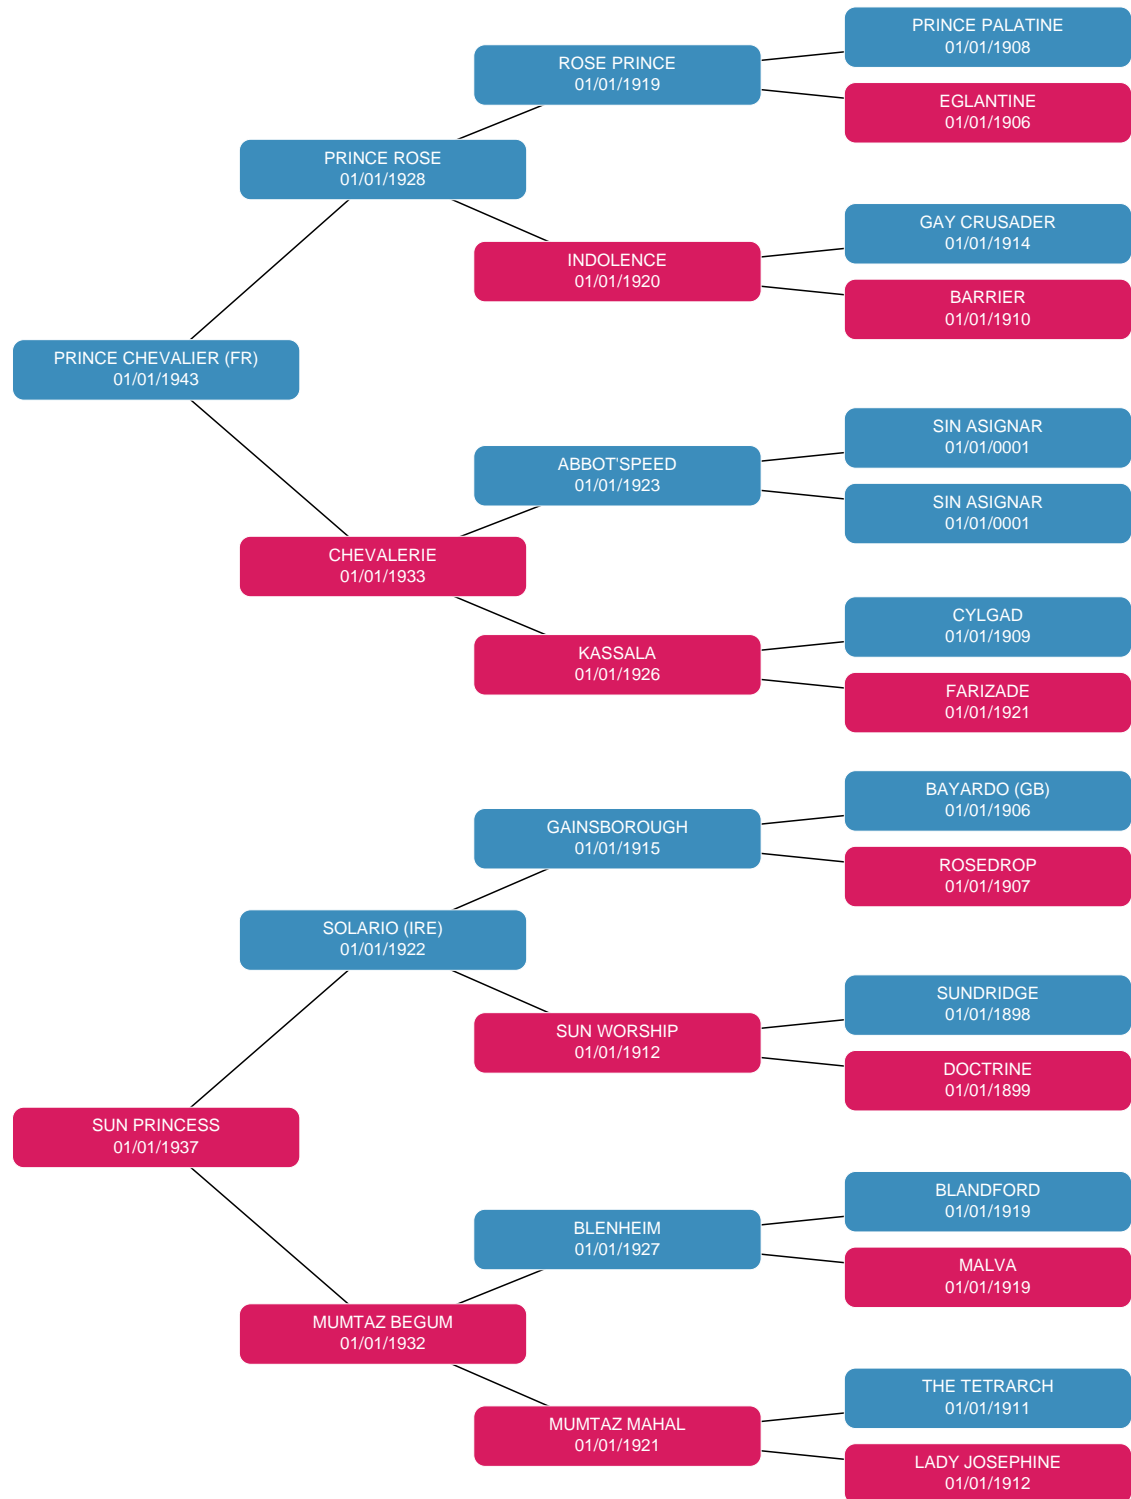 PRINCE PALATINE
01/01/1908
ROSE PRINCE
01/01/1919
EGLANTINE
01/01/1906
PRINCE ROSE
01/01/1928
GAY CRUSADER
01/01/1914
INDOLENCE
01/01/1920
BARRIER
01/01/1910
PRINCE CHEVALIER (FR)
01/01/1943
SIN ASIGNAR
01/01/0001
ABBOT'SPEED
01/01/1923
SIN ASIGNAR
01/01/0001
CHEVALERIE
01/01/1933
CYLGAD
01/01/1909
KASSALA
01/01/1926
FARIZADE
01/01/1921
BAYARDO (GB)
01/01/1906
GAINSBOROUGH
01/01/1915
ROSEDROP
01/01/1907
SOLARIO (IRE)
01/01/1922
SUNDRIDGE
01/01/1898
SUN WORSHIP
01/01/1912
DOCTRINE
01/01/1899
SUN PRINCESS
01/01/1937
BLANDFORD
01/01/1919
BLENHEIM
01/01/1927
MALVA
01/01/1919
MUMTAZ BEGUM
01/01/1932
THE TETRARCH
01/01/1911
MUMTAZ MAHAL
01/01/1921
LADY JOSEPHINE
01/01/1912